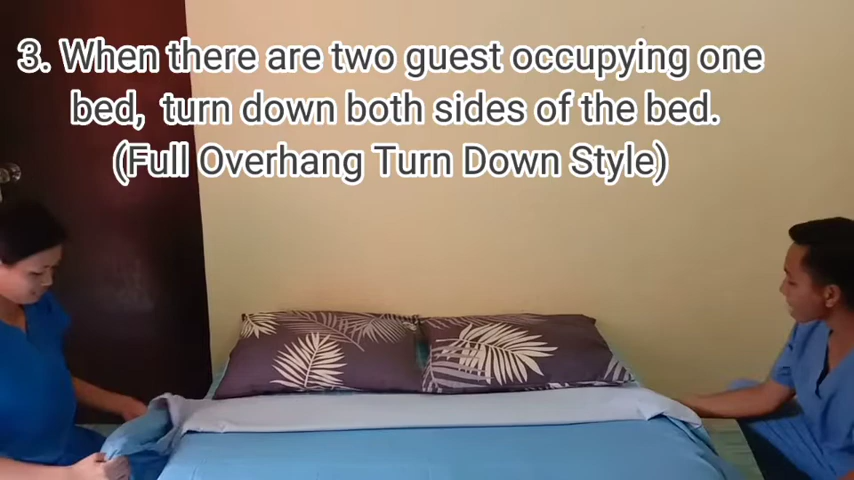 3. When there are two guest occupying one
bed, turn down both sides of the bed.
(Full Overhang Turn Down Style)